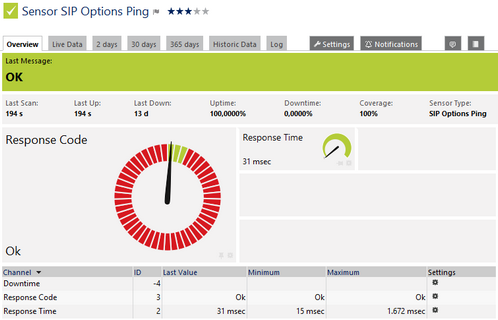 Sensor SIP Options Ping
Overview Live Data 2 days 30 days 365 days Historic Data Log Settings Notifications
Last Message:
OK
Last Scan: Last Up: Last Down: Uptime: Downtime: Coverage: Sensor Type:
194 s 194 s 13 d 100,0000% 0,0000% 100% SIP Options Ping
Response Code
Ok
Response Time
31 msec
Channel ID Last Value Minimum Maximum Settings
Downtime -4
Response Code 3 Ok Ok Ok
Response Time 2 31 msec 15 msec 1.672 msec